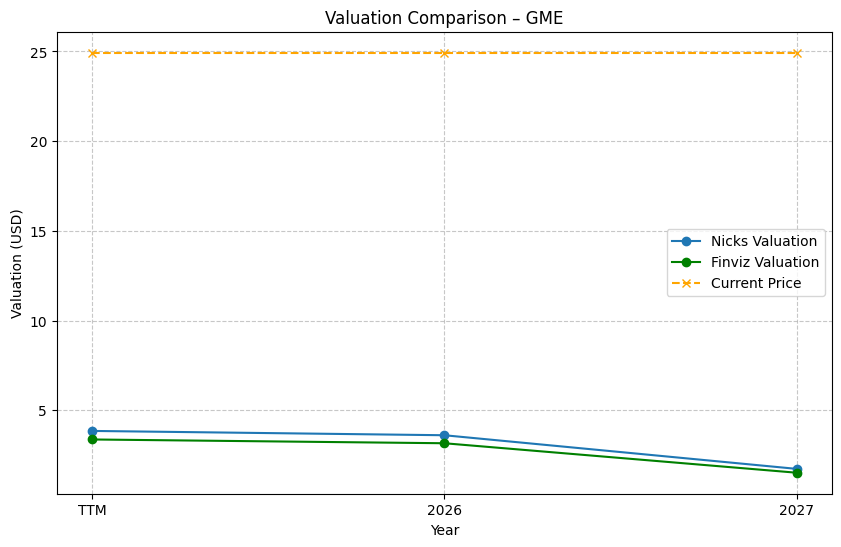 Valuation Comparison – GME
25
20
15
10
5
Valuation (USD)
Nicks Valuation
Finviz Valuation
Current Price
TTM
2026
2027
Year